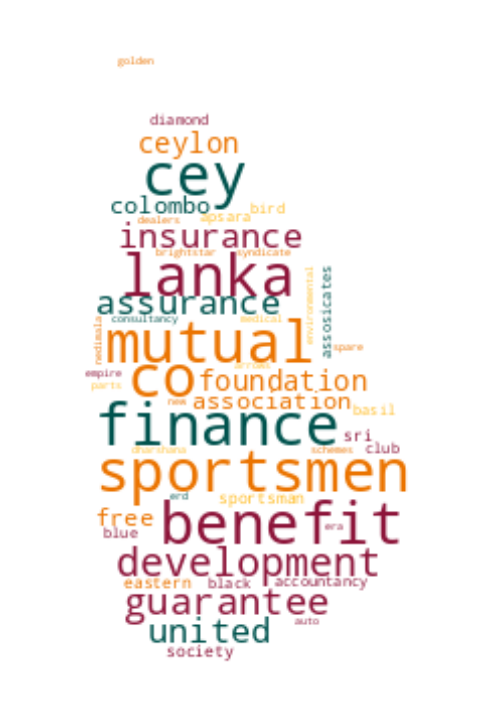 golden
diamond
ceylon
cey
colombo bird
dealers apsara
insurance
brightstar syndicate
lanka
assurance
environmental
assosicates
consultancy medical
nedimala
mutual
spare
arrows
empire
co foundation
parts
new association
basil
finance
sri
club
dharshana schemes
sportsmen
erd sportsman
free benefit
blue era
development
eastern black accountancy
guarantee
auto
united
society